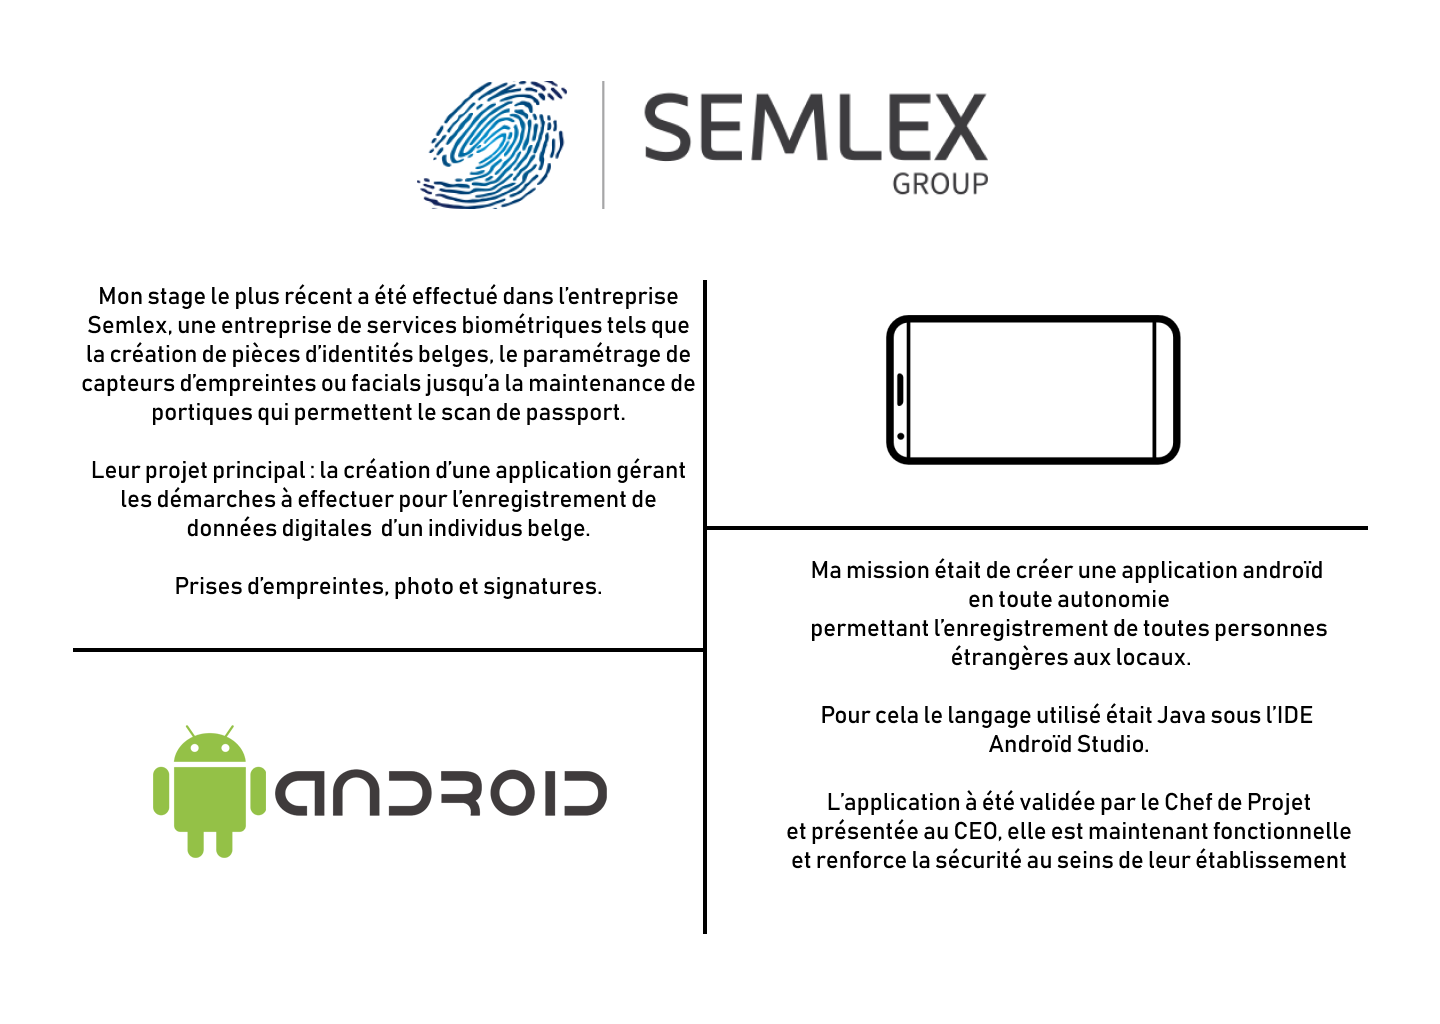 SEMLEX
GROUP
Mon stage le plus récent a été effectué dans l’entreprise
Semlex, une entreprise de services biométriques tels que
la création de pièces d’identités belges, le paramétrage de
capteurs d’empreintes ou facials jusqu’a la maintenance de
portiques qui permettent le scan de passport.
Leur projet principal : la création d’une application gérant
les démarches à effectuer pour l’enregistrement de
données digitales  d’un individus belge.
Prises d’empreintes, photo et signatures.
ANDROID
Ma mission était de créer une application androïd
en toute autonomie
permettant l’enregistrement de toutes personnes
étrangères aux locaux.
Pour cela le langage utilisé était Java sous l’IDE
Androïd Studio.
L’application à été validée par le Chef de Projet
et présentée au CEO, elle est maintenant fonctionnelle
et renforce la sécurité au seins de leur établissement